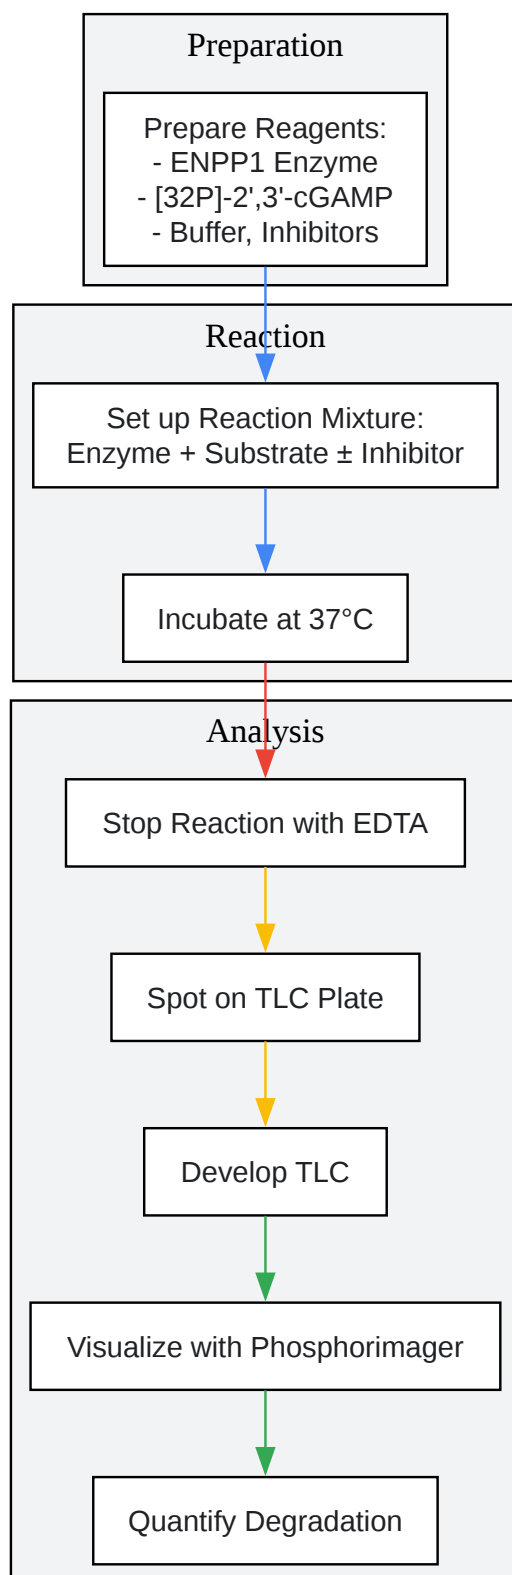 Preparation
Prepare Reagents:
- ENPP1 Enzyme
- [32P]-2',3'-cGAMP
- Buffer, Inhibitors
Reaction
Set up Reaction Mixture:
Enzyme + Substrate ± Inhibitor
Incubate at 37°C
Analysis
Stop Reaction with EDTA
Spot on TLC Plate
Develop TLC
Visualize with Phosphorimager
Quantify Degradation